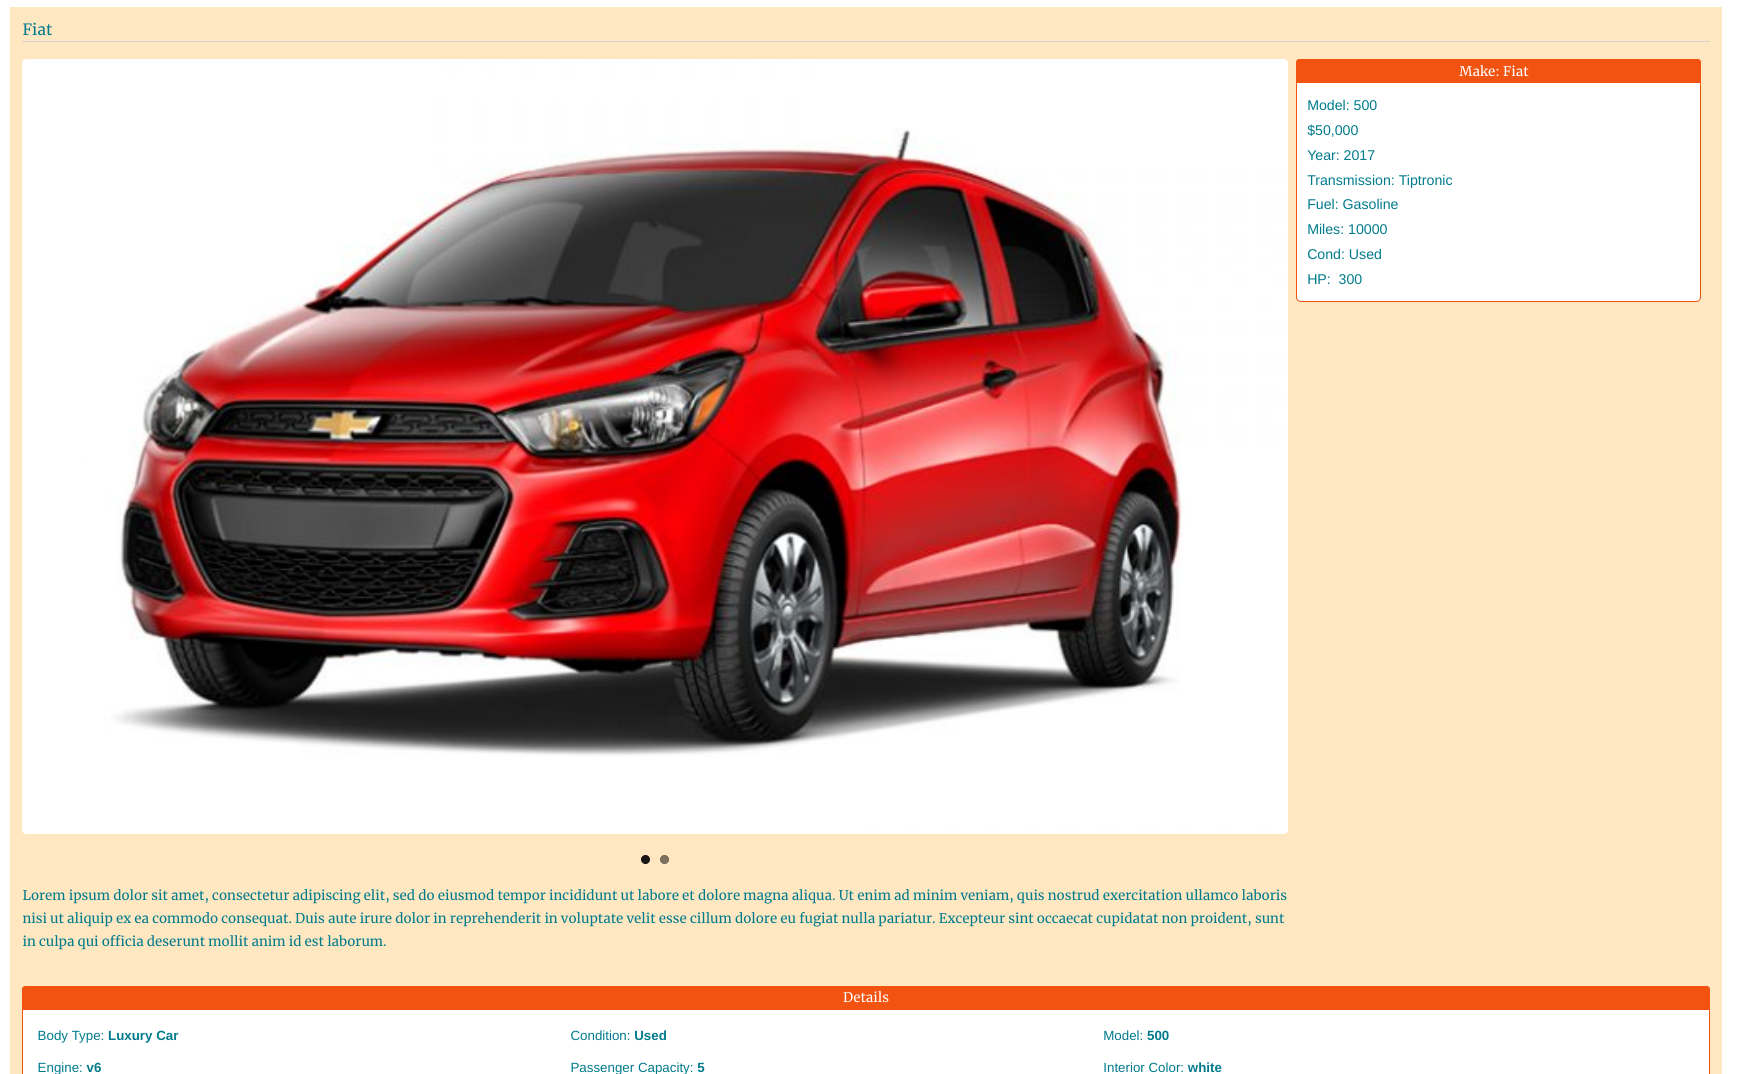 Fiat
Make: Fiat
Model: 500
$50,000
Year: 2017
Transmission: Tiptronic
Fuel: Gasoline
Miles: 10000
Cond: Used
HP:  300
Lorem ipsum dolor sit amet, consectetur adipiscing elit, sed do eiusmod tempor incididunt ut labore et dolore magna aliqua. Ut enim ad minim veniam, quis nostrud exercitation ullamco laboris
nisi ut aliquip ex ea commodo consequat. Duis aute irure dolor in reprehenderit in voluptate velit esse cillum dolore eu fugiat nulla pariatur. Excepteur sint occaecat cupidatat non proident, sunt
in culpa qui officia deserunt mollit anim id est laborum.
Details
Body Type: Luxury Car Condition: Used Model: 500
Engine: v6 Passenger Capacity: 5 Interior Color: white